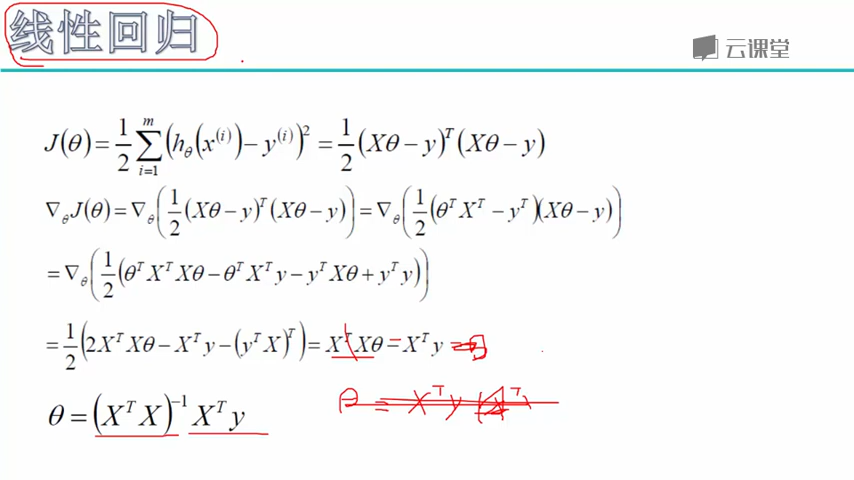 线性回归
云课堂
J(θ)=1/2 ∑_{i=1}^{m} (h_θ(x^{(i)})−y^{(i)})^2 = 1/2 (Xθ−y)^T (Xθ−y)
∇_θ J(θ)=∇_θ(1/2 (Xθ−y)^T (Xθ−y))=∇_θ(1/2 (θ^T X^T−y^T)(Xθ−y))
=∇_θ(1/2 (θ^T X^T Xθ−θ^T X^T y−y^T Xθ+y^T y))
=1/2 (2X^T Xθ−X^T y−(y^T X)^T)=X^T Xθ−X^T y
θ=(X^T X)^{−1} X^T y
θ = X^T y